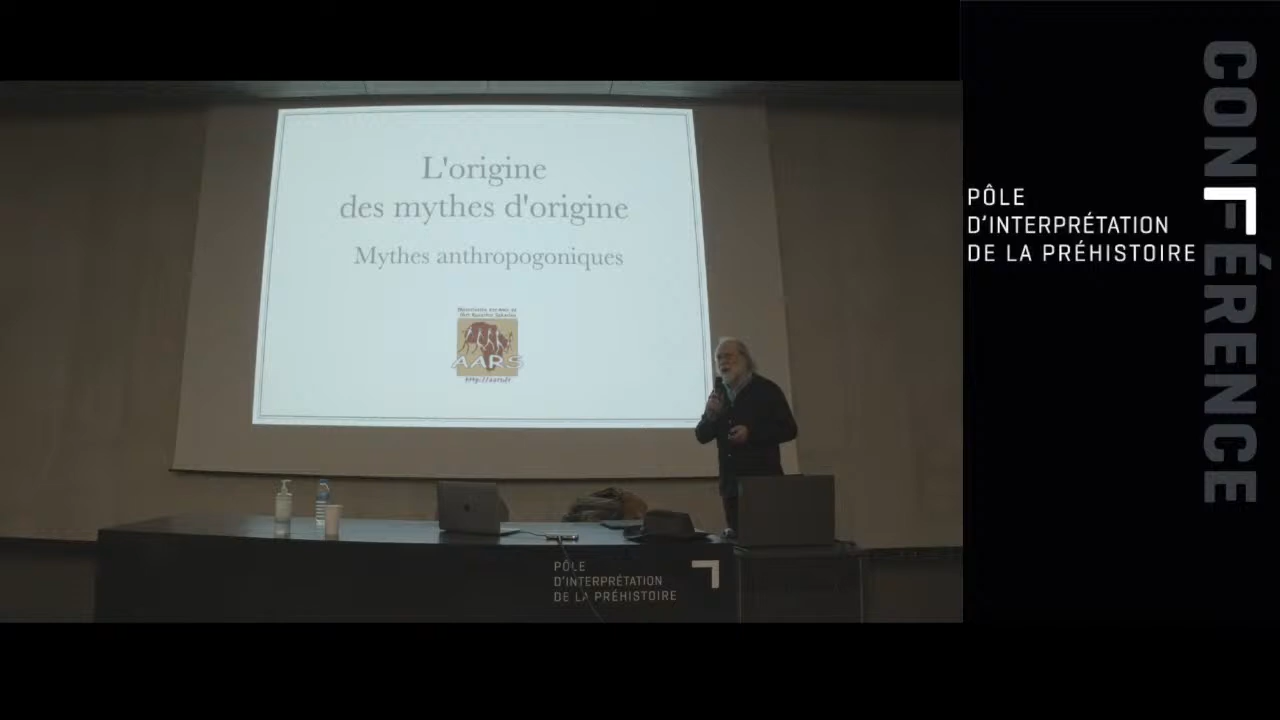 L'origine
des mythes d'origine
Mythes anthropogoniques
AARS
PÔLE
D'INTERPRÉTATION
DE LA PRÉHISTOIRE
PÔLE
D'INTERPRÉTATION
DE LA PRÉHISTOIRE
CONFÉRENCE